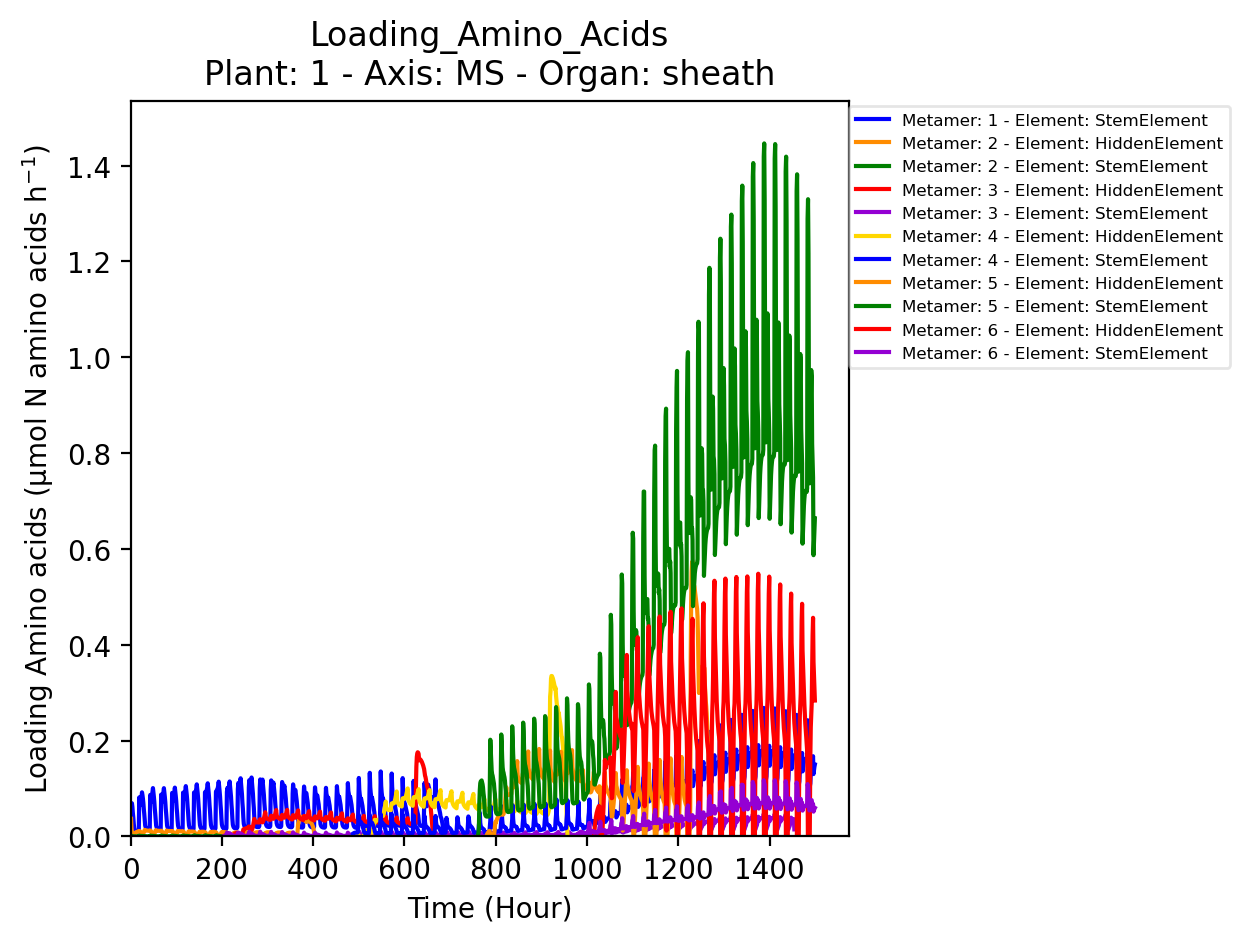 Loading_Amino_Acids
Plant: 1 - Axis: MS - Organ: sheath
Loading Amino acids (µmol N amino acids h⁻¹)
1.4
1.2
1.0
0.8
0.6
0.4
0.2
0.0
0
200
400
600
800
1000
1200
1400
Time (Hour)
Metamer: 1 - Element: StemElement
Metamer: 2 - Element: HiddenElement
Metamer: 2 - Element: StemElement
Metamer: 3 - Element: HiddenElement
Metamer: 3 - Element: StemElement
Metamer: 4 - Element: HiddenElement
Metamer: 4 - Element: StemElement
Metamer: 5 - Element: HiddenElement
Metamer: 5 - Element: StemElement
Metamer: 6 - Element: HiddenElement
Metamer: 6 - Element: StemElement